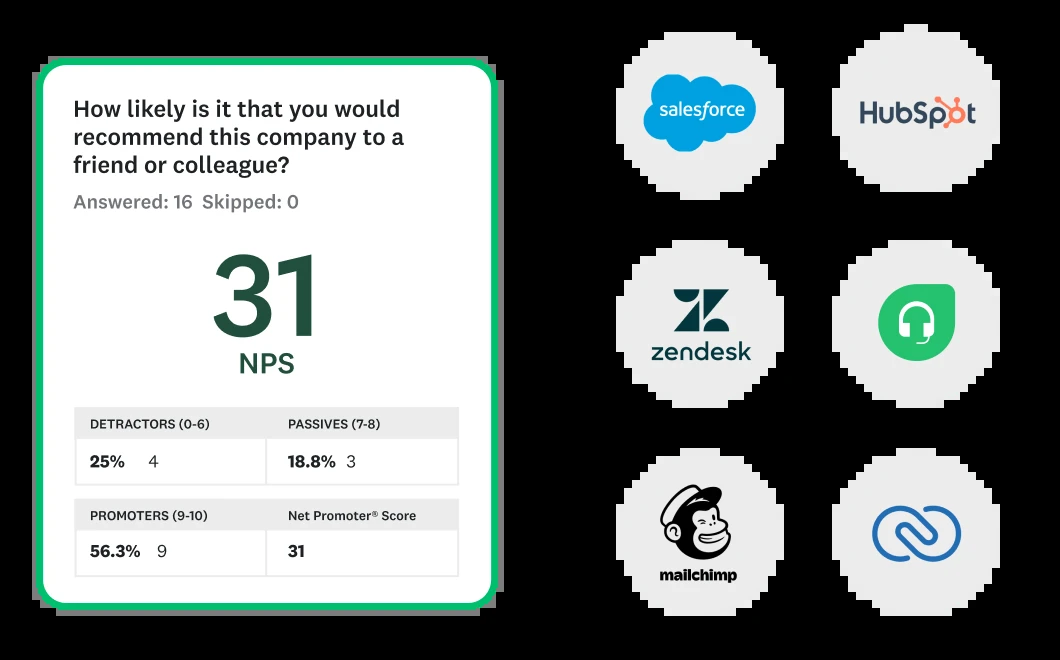 How likely is it that you would
recommend this company to a
friend or colleague?
Answered: 16 Skipped: 0
31
NPS
DETRACTORS (0-6) PASSIVES (7-8)
25% 4 18.8% 3
PROMOTERS (9-10) Net Promoter® Score
56.3% 9 31
salesforce
HubSpot
zendesk
mailchimp